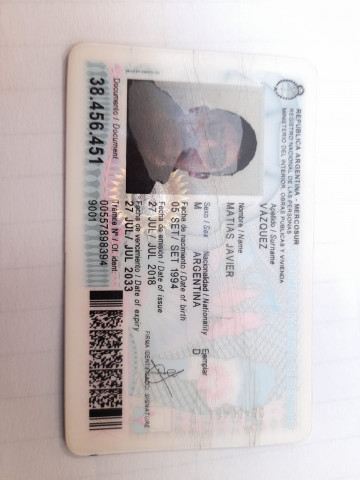 REPUBLICA ARGENTINA - MERCOSUR
REGISTRO NACIONAL DE LAS PERSONAS
MINISTERIO DEL INTERIOR, OBRAS PUBLICAS Y VIVIENDA
Apellido / Surname
VAZQUEZ
Nombre / Name
MATIAS JAVIER
Sexo / Sex Nacionalidad / Nationality Ejemplar
M ARGENTINA D
Fecha de nacimiento / Date of birth
05 SET/ SET 1994
Fecha de emisión / Date of issue
27 JUL/ JUL 2018
Fecha de vencimiento / Date of expiry
27 JUL/ JUL 2033
Documento / Document
38.456.451
Trámite Nº / Of. ident.
00557898394
9001
FIRMA IDENTIFICADO/ SIGNATURE